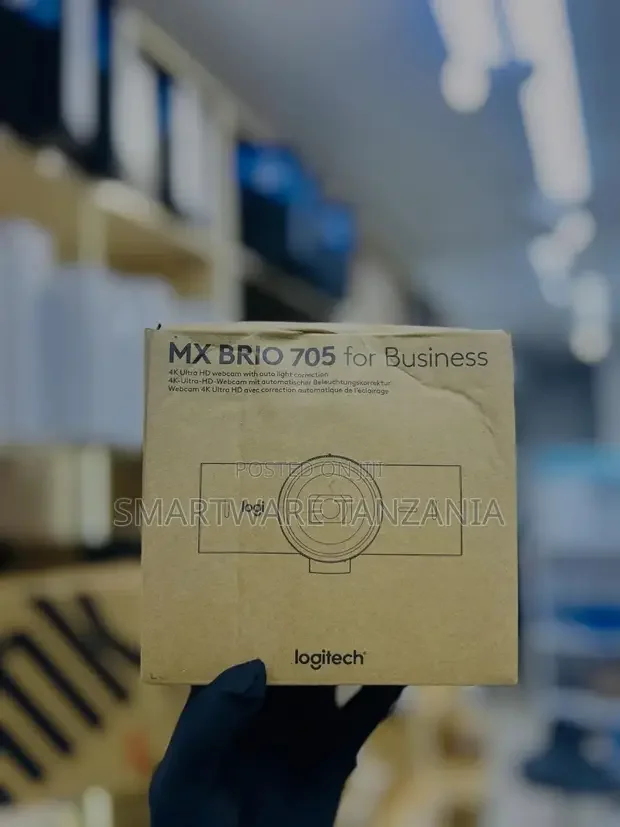 MX BRIO 705 for Business
4K Ultra HD webcam with auto light correction
4K-Ultra-HD-Webcam mit automatischer Beleuchtungskorrektur
Webcam 4K Ultra HD avec correction automatique de l'éclairage
POSTED ON
logi
SMARTWARE TANZANIA
logitech